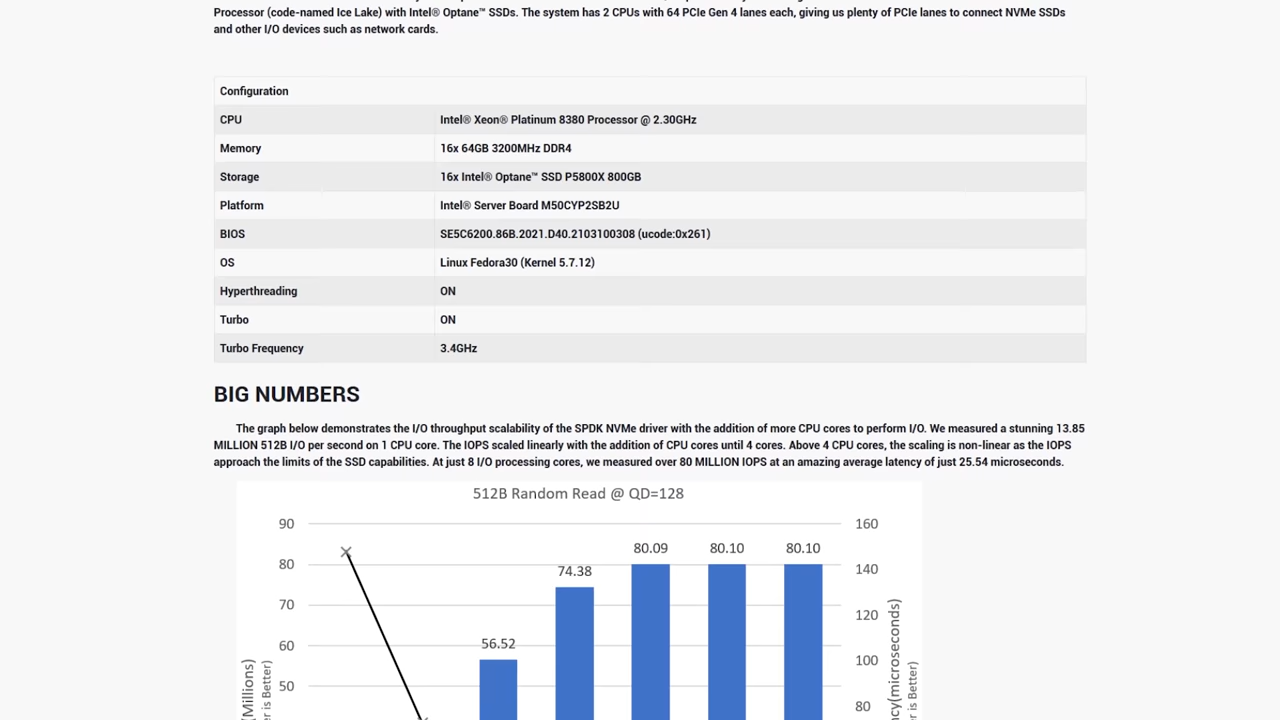 Processor (code-named Ice Lake) with Intel® Optane™ SSDs. The system has 2 CPUs with 64 PCIe Gen 4 lanes each, giving us plenty of PCIe lanes to connect NVMe SSDs
and other I/O devices such as network cards.
Configuration
CPU Intel® Xeon® Platinum 8380 Processor @ 2.30GHz
Memory 16x 64GB 3200MHz DDR4
Storage 16x Intel® Optane™ SSD P5800X 800GB
Platform Intel® Server Board M50CYP2SB2U
BIOS SE5C6200.86B.2021.D40.2103100308 (ucode:0x261)
OS Linux Fedora30 (Kernel 5.7.12)
Hyperthreading ON
Turbo ON
Turbo Frequency 3.4GHz
BIG NUMBERS
The graph below demonstrates the I/O throughput scalability of the SPDK NVMe driver with the addition of more CPU cores to perform I/O. We measured a stunning 13.85
MILLION 512B I/O per second on 1 CPU core. The IOPS scaled linearly with the addition of CPU cores until 4 cores. Above 4 CPU cores, the scaling is non-linear as the IOPS
approach the limits of the SSD capabilities. At just 8 I/O processing cores, we measured over 80 MILLION IOPS at an amazing average latency of just 25.54 microseconds.
512B Random Read @ QD=128
90 160
80.09 80.10 80.10
80 74.38 140
70 120
60 56.52 100
50 80
(Millions)
is Better)
(microseconds)
is Better)